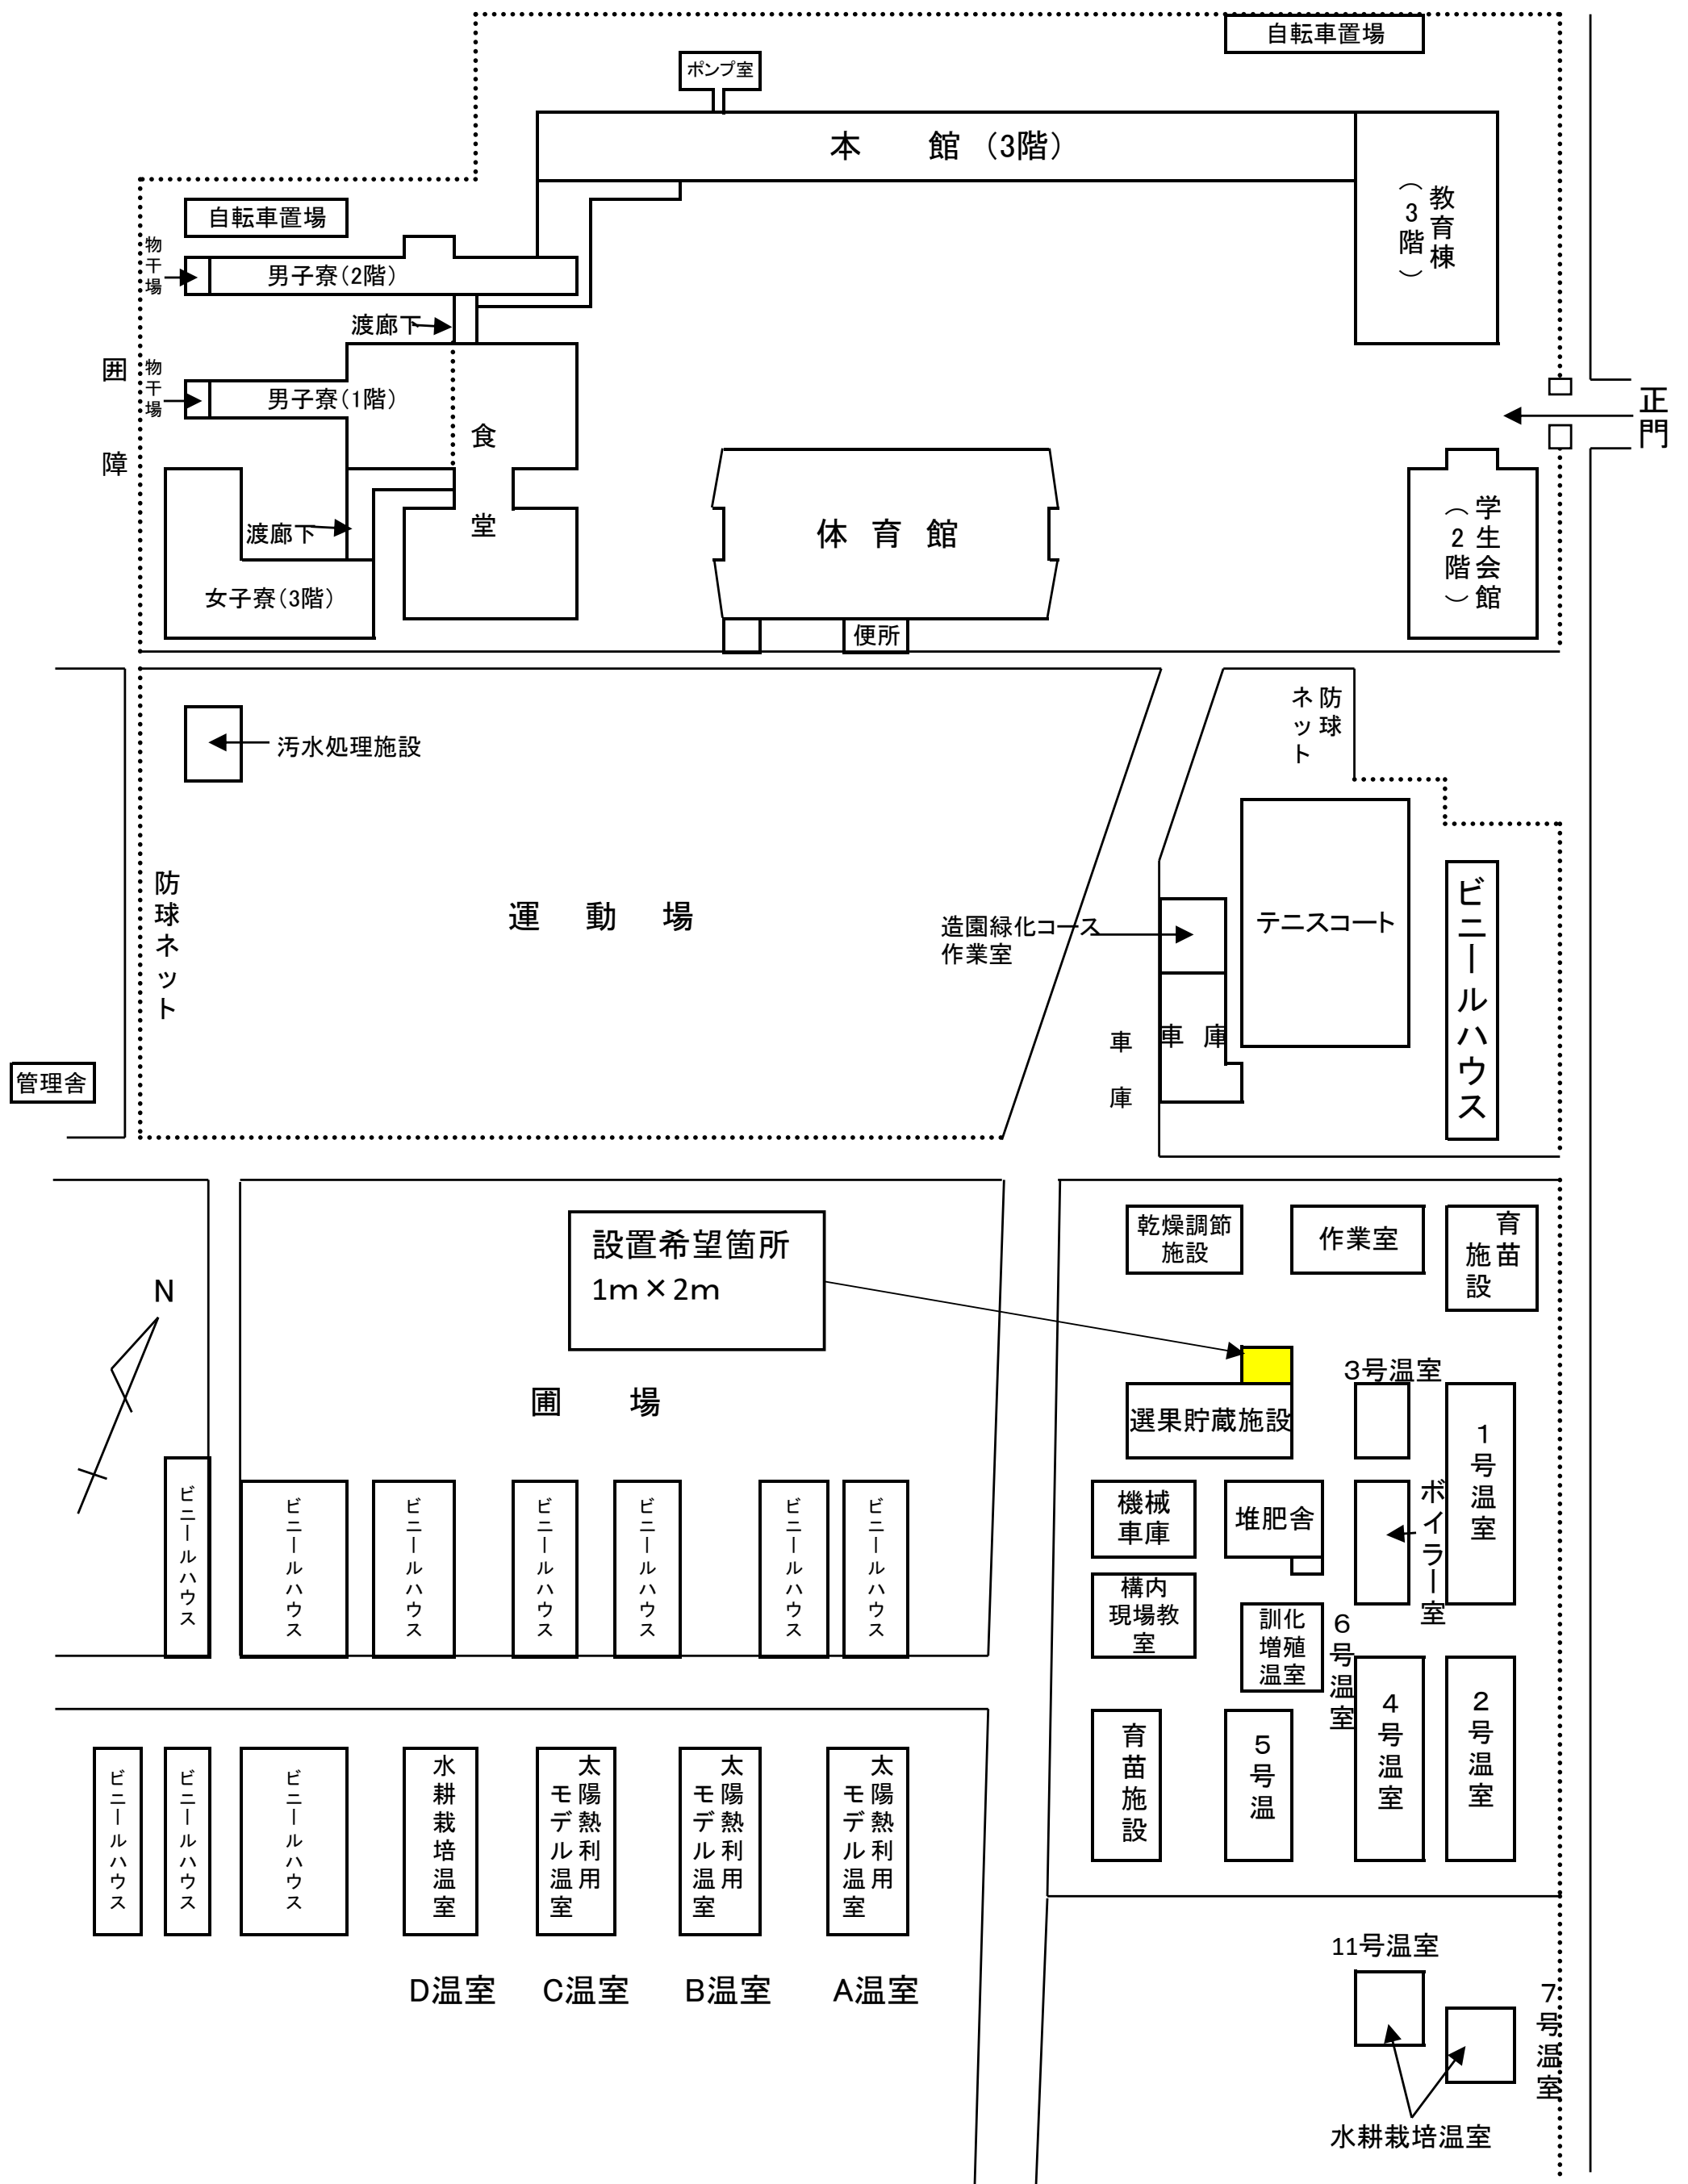 自転車置場
ポンプ室
本　　館（3階）
教育棟
（3階）
自転車置場
物干場
男子寮（2階）
渡廊下
囲　障
物干場
男子寮（1階）
食　堂
正門
体　育　館
学生会館
（2階）
渡廊下
女子寮（3階）
便所
防球
ネット
汚水処理施設
防球ネット
運　動　場
造園緑化コース
作業室
テニスコート
ビニールハウス
車　庫
車　庫
管理舎
設置希望箇所
1ｍ×2ｍ
乾燥調節
施設
作業室
育苗
施設
N
圃　　場
選果貯蔵施設
3号温室
1号温室
ビニールハウス
ビニールハウス
ビニールハウス
ビニールハウス
ビニールハウス
ビニールハウス
ビニールハウス
機械
車庫
堆肥舎
ボイラー室
構内
現場教
室
訓化
増殖
温室
6号温室
育苗施設
5号温
4号温室
2号温室
ビニールハウス
ビニールハウス
ビニールハウス
水耕栽培温室
太陽熱利用
モデル温室
太陽熱利用
モデル温室
太陽熱利用
モデル温室
D温室
C温室
B温室
A温室
11号温室
7号温室
水耕栽培温室